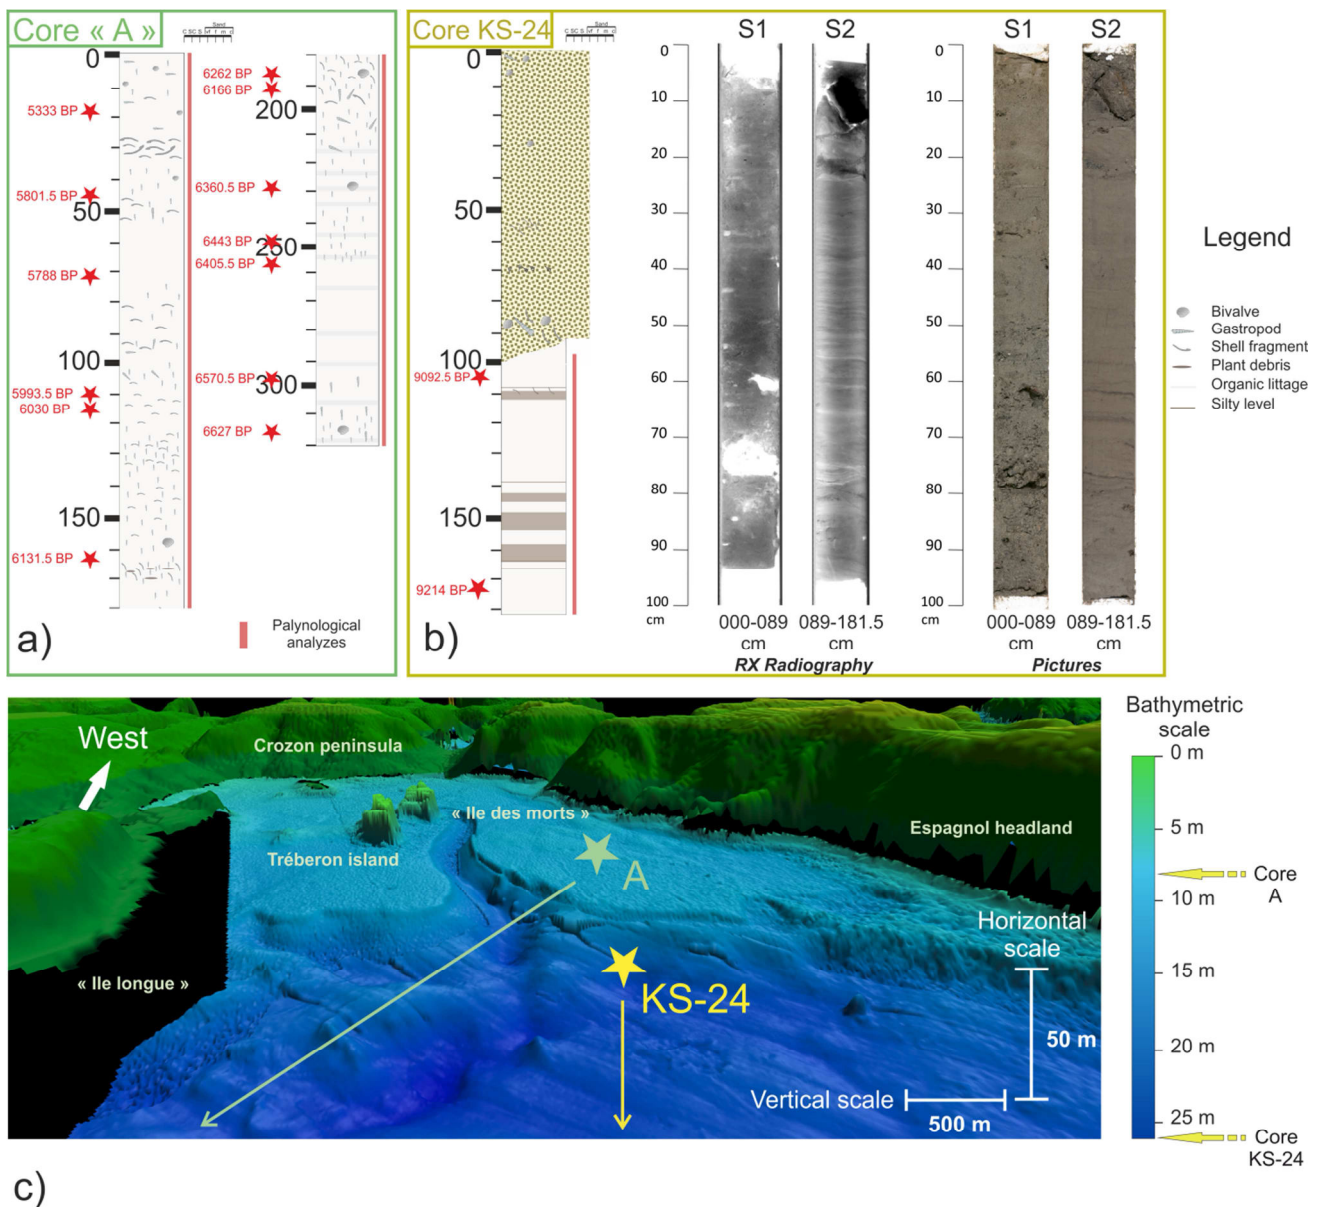 Core « A »
Sand
C SC S vf f m c
0
50
100
150
5333 BP
5801.5 BP
5788 BP
5993.5 BP
6030 BP
6131.5 BP
6262 BP
6166 BP
200
6360.5 BP
6443 BP
250
6405.5 BP
6570.5 BP
300
6627 BP
Palynological
analyzes
a)
Core KS-24
Sand
0
50
100
9092.5 BP
150
9214 BP
b)
S1 S2
0
10
20
30
40
50
60
70
80
90
100
cm
000-089 089-181.5
cm cm
RX Radiography
S1 S2
0
10
20
30
40
50
60
70
80
90
100
cm
000-089 089-181.5
cm cm
Pictures
Legend
Bivalve
Gastropod
Shell fragment
Plant debris
Organic littage
Silty level
West
Crozon peninsula
« Ile des morts »
Espagnol headland
Tréberon island
A
« Ile longue »
KS-24
Horizontal
scale
50 m
Vertical scale
500 m
Bathymetric
scale
0 m
5 m
10 m
15 m
20 m
25 m
Core
A
Core
KS-24
c)